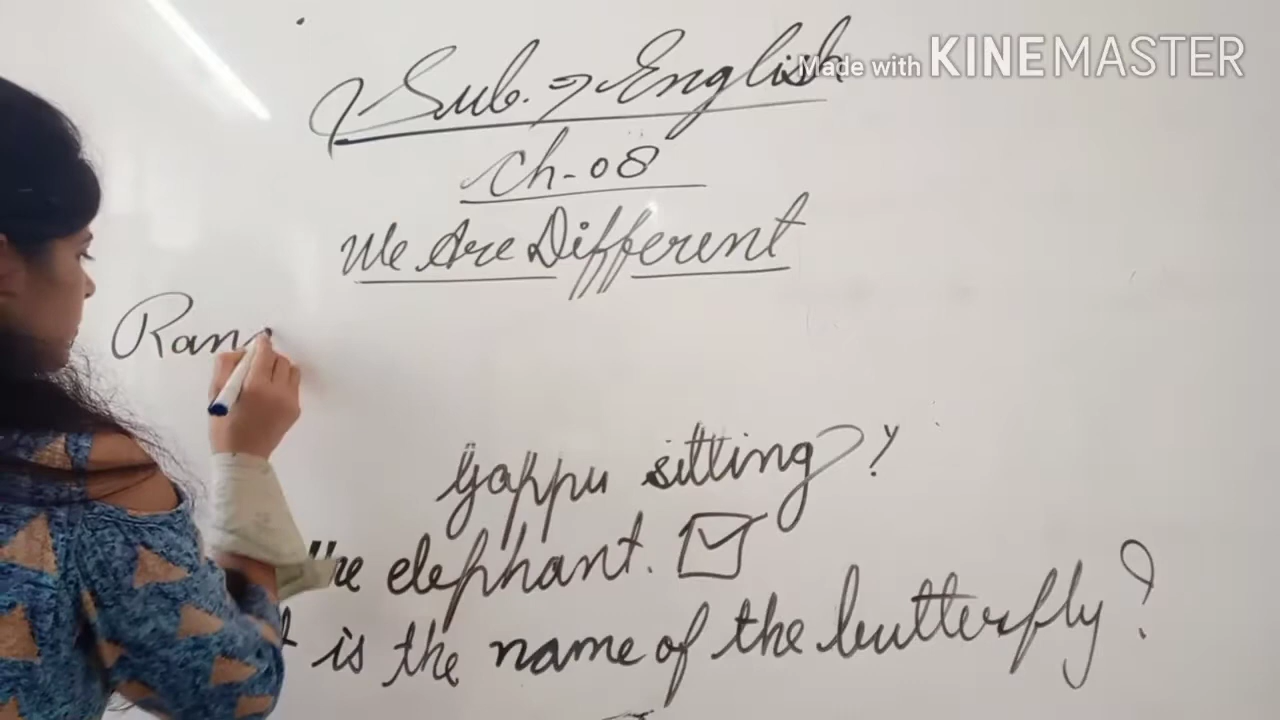 Made with KINEMASTER
Sub. ⇒ English
Ch-08
We Are Different
Ran
Gappu sitting?
the elephant.
is the name of the butterfly?